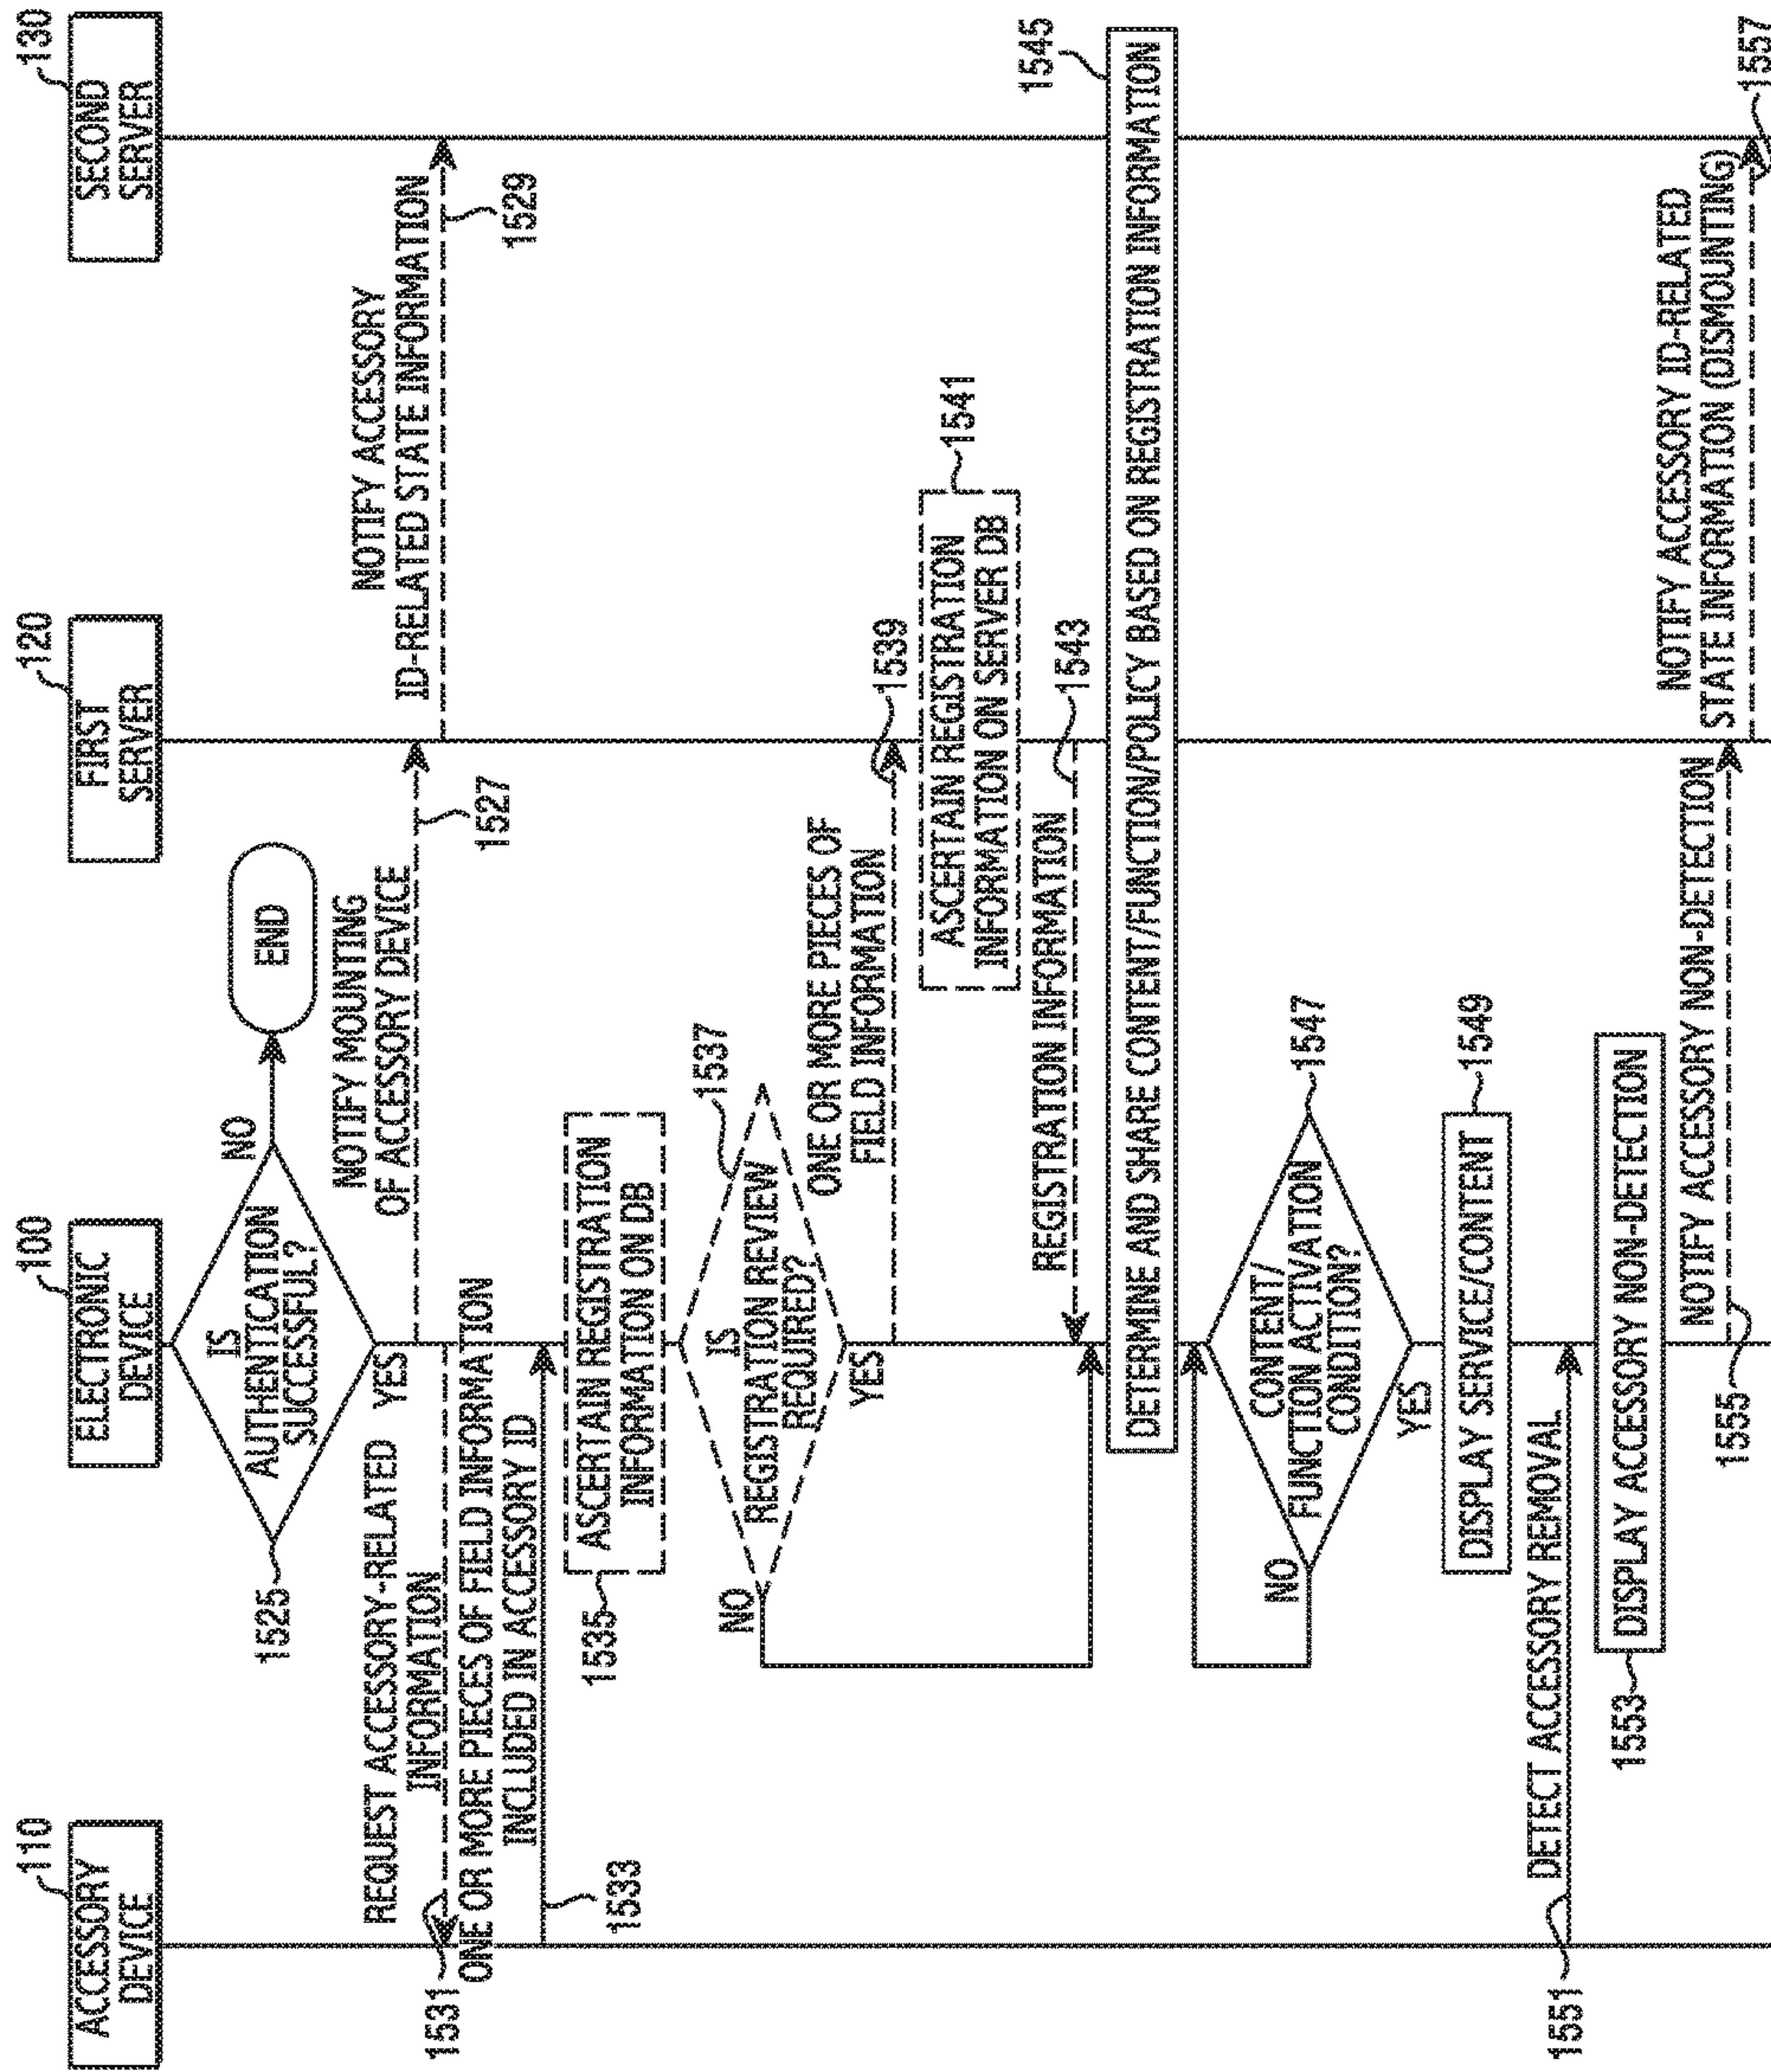 110
ACCESSORY
DEVICE
100
ELECTRONIC
DEVICE
120
FIRST
SERVER
130
SECOND
SERVER
1525
IS
AUTHENTICATION
SUCCESSFUL?
NO
END
YES
NOTIFY MOUNTING
OF ACCESSORY DEVICE
1527
NOTIFY ACCESSORY
ID-RELATED STATE INFORMATION
1529
REQUEST ACCESSORY-RELATED
INFORMATION
1531
ONE OR MORE PIECES OF FIELD INFORMATION
INCLUDED IN ACCESSORY ID
1533
1535
ASCERTAIN REGISTRATION
INFORMATION ON DB
1537
IS
REGISTRATION REVIEW
REQUIRED?
NO
YES
ONE OR MORE PIECES OF
FIELD INFORMATION
1539
1541
ASCERTAIN REGISTRATION
INFORMATION ON SERVER DB
REGISTRATION INFORMATION
1543
1545
DETERMINE AND SHARE CONTENT/FUNCTION/POLICY BASED ON REGISTRATION INFORMATION
1547
CONTENT/
FUNCTION ACTIVATION
CONDITION?
NO
YES
DISPLAY SERVICE/CONTENT
1549
DETECT ACCESSORY REMOVAL
1551
1553
DISPLAY ACCESSORY NON-DETECTION
NOTIFY ACCESSORY NON-DETECTION
1555
NOTIFY ACCESSORY ID-RELATED
STATE INFORMATION (DISMOUNTING)
1557